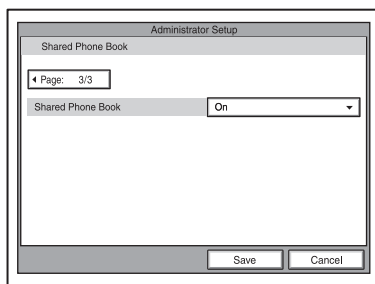 Administrator Setup
Shared Phone Book
Page: 3/3
Shared Phone Book On
Save Cancel